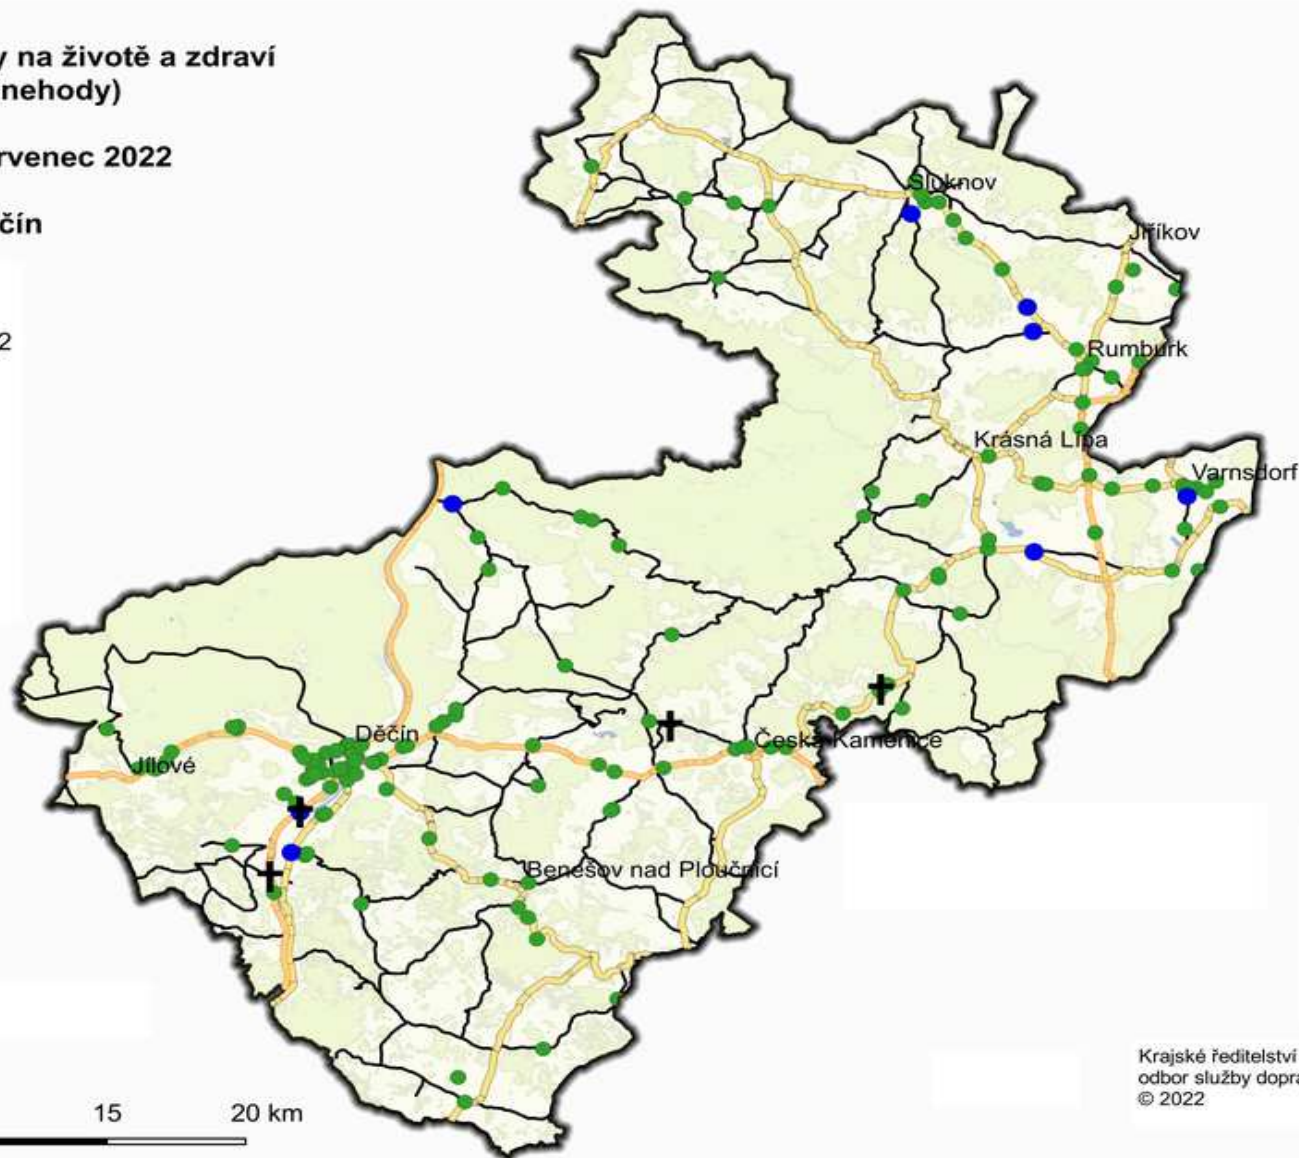 y na životě a zdraví
nehody)
rvenec 2022
čín
2
Šluknov
Jiříkov
Rumburk
Krásná Lípa
Varnsdorf
Děčín
Česká Kamenice
Jílové
Benešov nad Ploučnicí
Krajské ředitelství
odbor služby dopra
© 2022
15 20 km